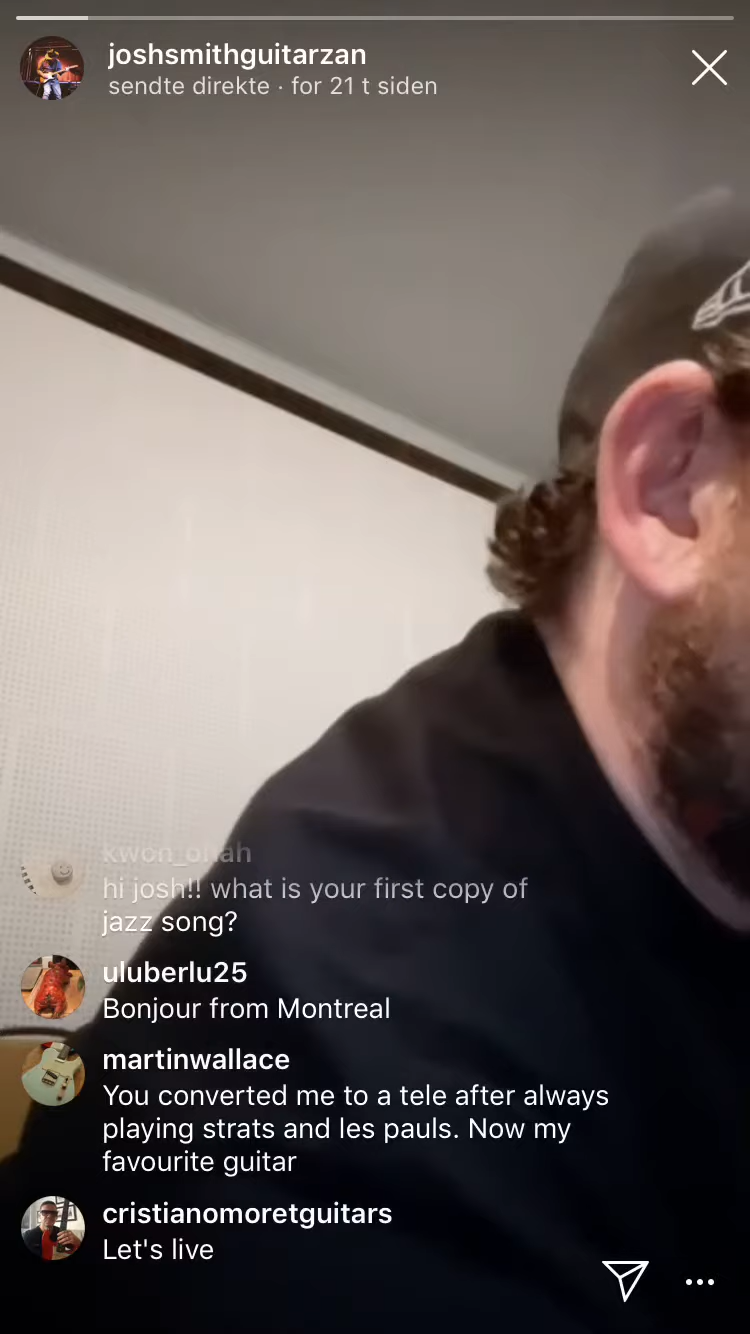 joshsmithguitarzan
sendte direkte · for 21 t siden
hi josh!! what is your first copy of
jazz song?
uluberlu25
Bonjour from Montreal
martinwallace
You converted me to a tele after always
playing strats and les pauls. Now my
favourite guitar
cristianomoretguitars
Let's live